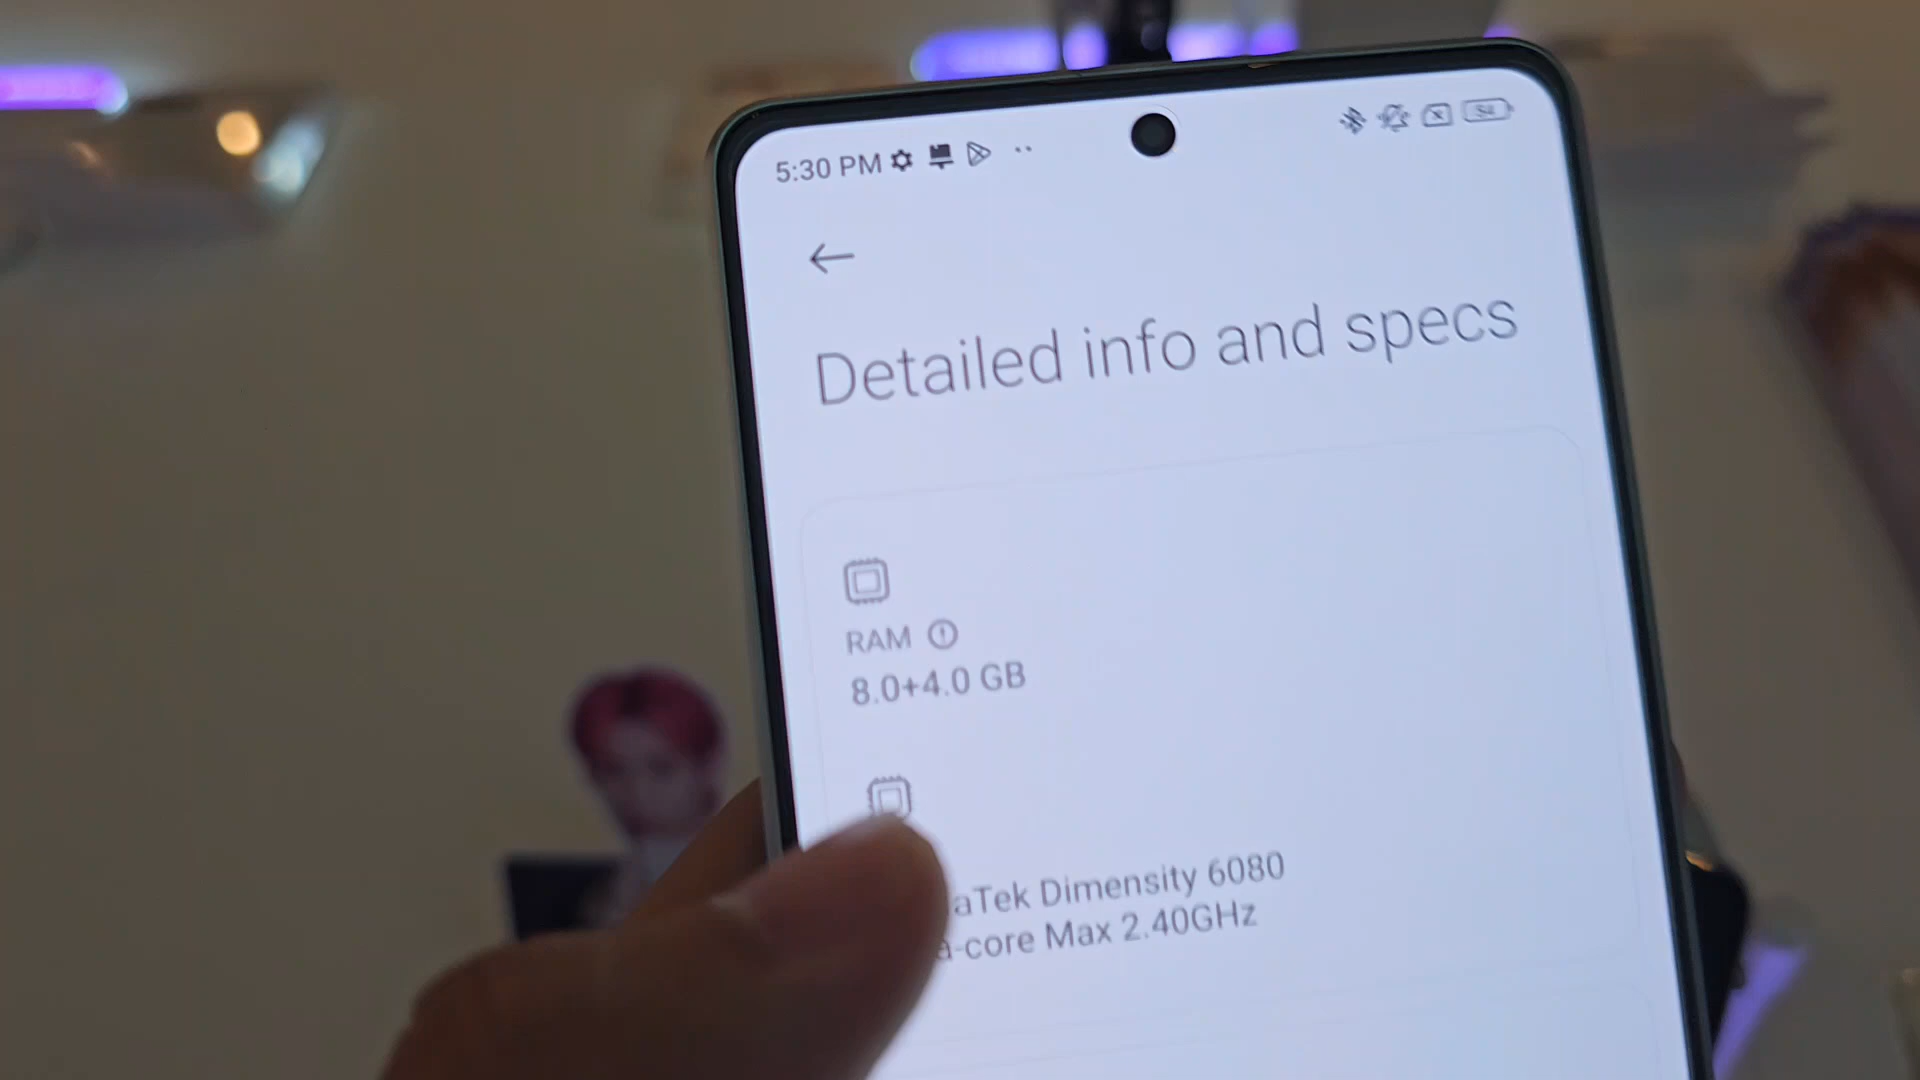 5:30 PM
54
Detailed info and specs
RAM
8.0+4.0 GB
aTek Dimensity 6080
a-core Max 2.40GHz